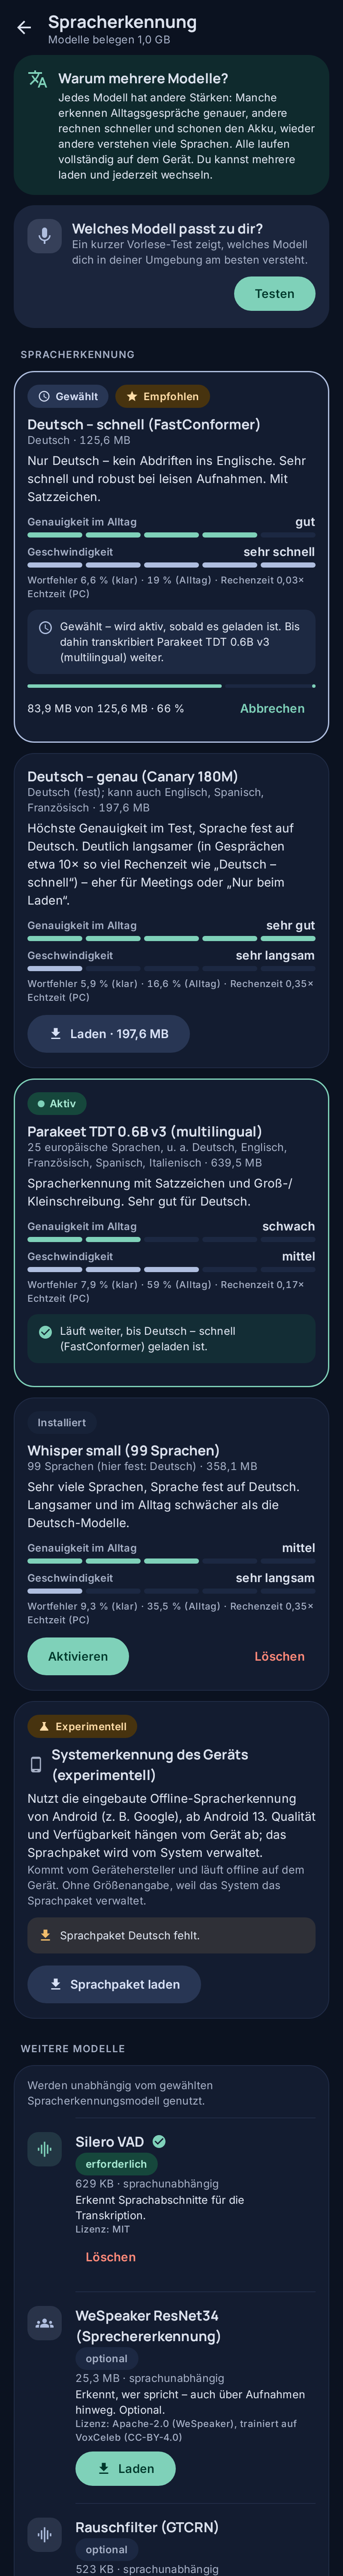 Spracherkennung
Modelle belegen 1,0 GB
Warum mehrere Modelle?
Jedes Modell hat andere Stärken: Manche
erkennen Alltagsgespräche genauer, andere
rechnen schneller und schonen den Akku, wieder
andere verstehen viele Sprachen. Alle laufen
vollständig auf dem Gerät. Du kannst mehrere
laden und jederzeit wechseln.
Welches Modell passt zu dir?
Ein kurzer Vorlese-Test zeigt, welches Modell
dich in deiner Umgebung am besten versteht.
Testen
SPRACHERKENNUNG
Gewählt
Empfohlen
Deutsch – schnell (FastConformer)
Deutsch · 125,6 MB
Nur Deutsch – kein Abdriften ins Englische. Sehr
schnell und robust bei leisen Aufnahmen. Mit
Satzzeichen.
Genauigkeit im Alltag gut
Geschwindigkeit sehr schnell
Wortfehler 6,6 % (klar) · 19 % (Alltag) · Rechenzeit 0,03×
Echtzeit (PC)
Gewählt – wird aktiv, sobald es geladen ist. Bis
dahin transkribiert Parakeet TDT 0.6B v3
(multilingual) weiter.
83,9 MB von 125,6 MB · 66 % Abbrechen
Deutsch – genau (Canary 180M)
Deutsch (fest); kann auch Englisch, Spanisch,
Französisch · 197,6 MB
Höchste Genauigkeit im Test, Sprache fest auf
Deutsch. Deutlich langsamer (in Gesprächen
etwa 10× so viel Rechenzeit wie „Deutsch –
schnell“) – eher für Meetings oder „Nur beim
Laden“.
Genauigkeit im Alltag sehr gut
Geschwindigkeit sehr langsam
Wortfehler 5,9 % (klar) · 16,6 % (Alltag) · Rechenzeit 0,35×
Echtzeit (PC)
Laden · 197,6 MB
Aktiv
Parakeet TDT 0.6B v3 (multilingual)
25 europäische Sprachen, u. a. Deutsch, Englisch,
Französisch, Spanisch, Italienisch · 639,5 MB
Spracherkennung mit Satzzeichen und Groß-/
Kleinschreibung. Sehr gut für Deutsch.
Genauigkeit im Alltag schwach
Geschwindigkeit mittel
Wortfehler 7,9 % (klar) · 59 % (Alltag) · Rechenzeit 0,17×
Echtzeit (PC)
Läuft weiter, bis Deutsch – schnell
(FastConformer) geladen ist.
Installiert
Whisper small (99 Sprachen)
99 Sprachen (hier fest: Deutsch) · 358,1 MB
Sehr viele Sprachen, Sprache fest auf Deutsch.
Langsamer und im Alltag schwächer als die
Deutsch-Modelle.
Genauigkeit im Alltag mittel
Geschwindigkeit sehr langsam
Wortfehler 9,3 % (klar) · 35,5 % (Alltag) · Rechenzeit 0,35×
Echtzeit (PC)
Aktivieren Löschen
Experimentell
Systemerkennung des Geräts
(experimentell)
Nutzt die eingebaute Offline-Spracherkennung
von Android (z. B. Google), ab Android 13. Qualität
und Verfügbarkeit hängen vom Gerät ab; das
Sprachpaket wird vom System verwaltet.
Kommt vom Gerätehersteller und läuft offline auf dem
Gerät. Ohne Größenangabe, weil das System das
Sprachpaket verwaltet.
Sprachpaket Deutsch fehlt.
Sprachpaket laden
WEITERE MODELLE
Werden unabhängig vom gewählten
Spracherkennungsmodell genutzt.
Silero VAD
erforderlich
629 KB · sprachunabhängig
Erkennt Sprachabschnitte für die
Transkription.
Lizenz: MIT
Löschen
WeSpeaker ResNet34
(Sprechererkennung)
optional
25,3 MB · sprachunabhängig
Erkennt, wer spricht – auch über Aufnahmen
hinweg. Optional.
Lizenz: Apache-2.0 (WeSpeaker), trainiert auf
VoxCeleb (CC-BY-4.0)
Laden
Rauschfilter (GTCRN)
optional
523 KB · sprachunabhängig